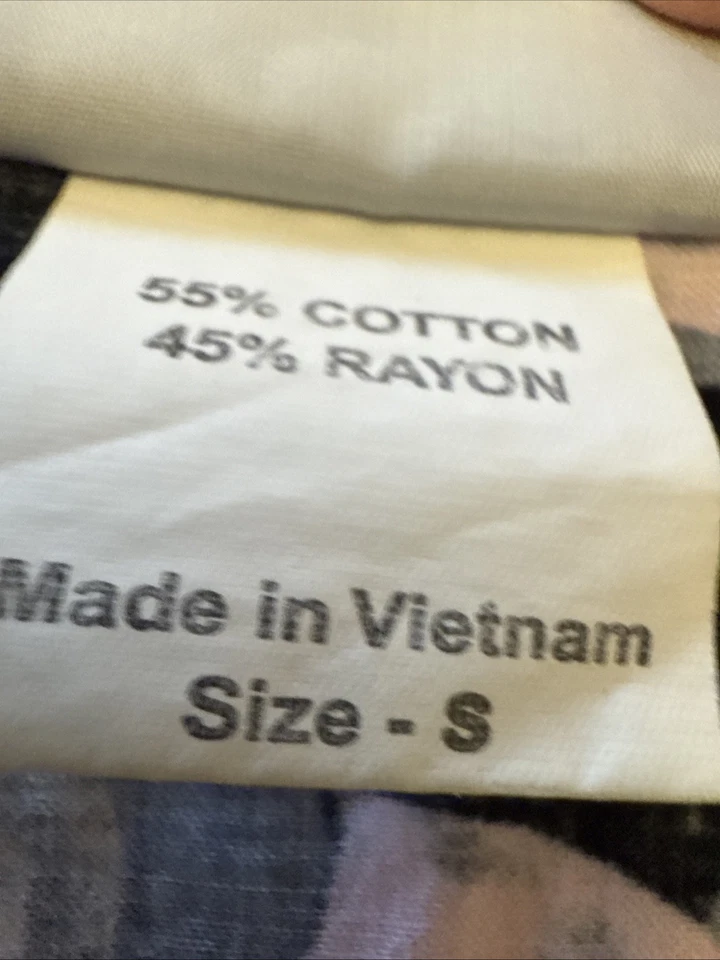 55% COTTON
45% RAYON
Made in Vietnam
Size - S